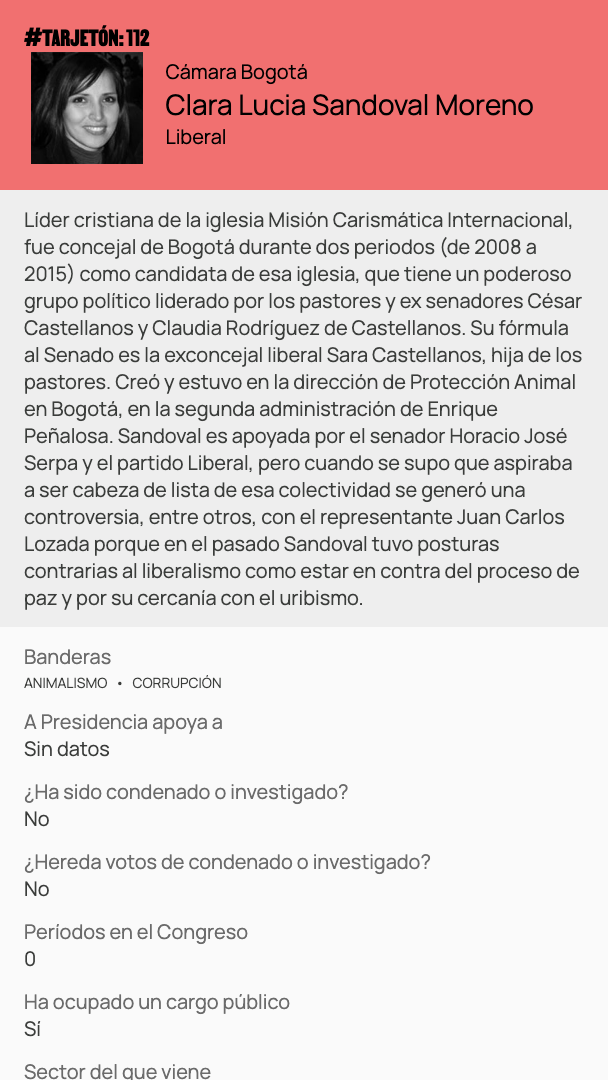 #TARJETÓN: 112
Cámara Bogotá
Clara Lucia Sandoval Moreno
Liberal
Líder cristiana de la iglesia Misión Carismática Internacional,
fue concejal de Bogotá durante dos periodos (de 2008 a
2015) como candidata de esa iglesia, que tiene un poderoso
grupo político liderado por los pastores y ex senadores César
Castellanos y Claudia Rodríguez de Castellanos. Su fórmula
al Senado es la exconcejal liberal Sara Castellanos, hija de los
pastores. Creó y estuvo en la dirección de Protección Animal
en Bogotá, en la segunda administración de Enrique
Peñalosa. Sandoval es apoyada por el senador Horacio José
Serpa y el partido Liberal, pero cuando se supo que aspiraba
a ser cabeza de lista de esa colectividad se generó una
controversia, entre otros, con el representante Juan Carlos
Lozada porque en el pasado Sandoval tuvo posturas
contrarias al liberalismo como estar en contra del proceso de
paz y por su cercanía con el uribismo.
Banderas
ANIMALISMO • CORRUPCIÓN
A Presidencia apoya a
Sin datos
¿Ha sido condenado o investigado?
No
¿Hereda votos de condenado o investigado?
No
Períodos en el Congreso
0
Ha ocupado un cargo público
Sí
Sector del que viene